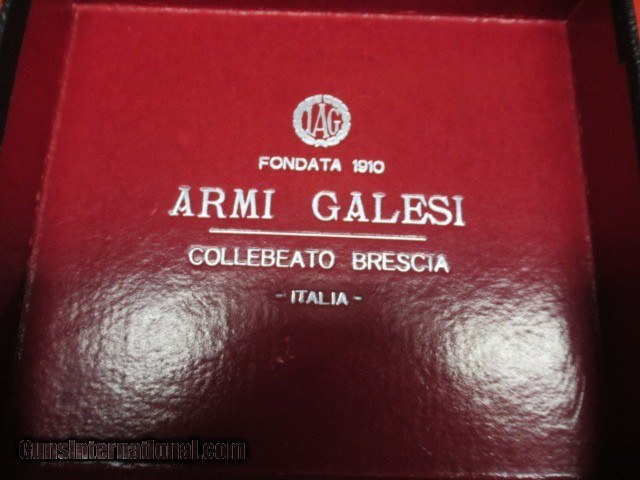 IAG
FONDATA 1910
ARMI GALESI
COLLEBEATO BRESCIA
- ITALIA -
GunsInternational.com